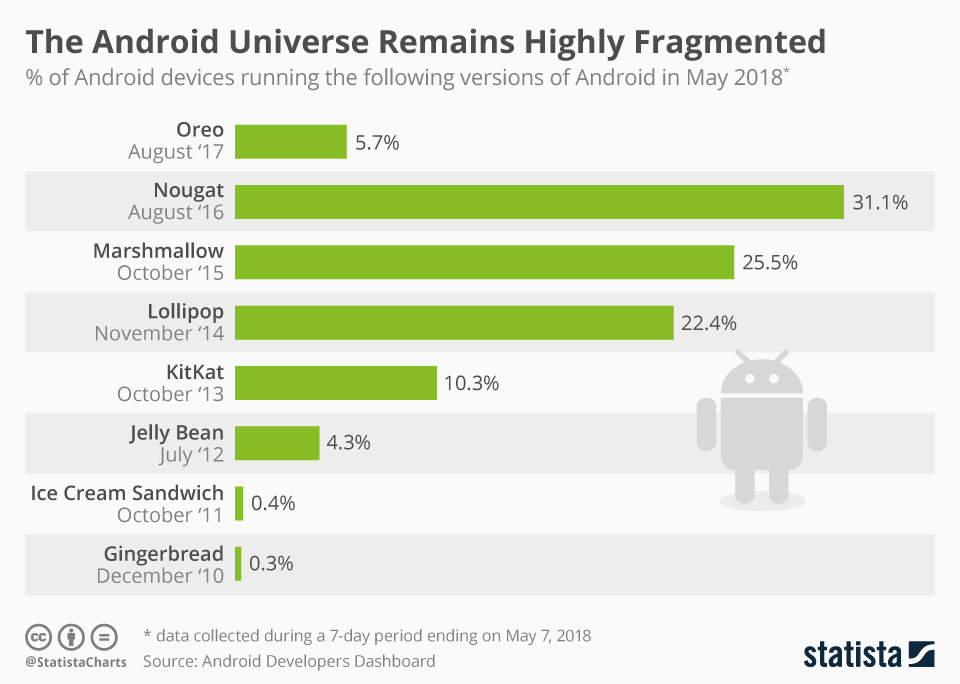 The Android Universe Remains Highly Fragmented
% of Android devices running the following versions of Android in May 2018*
Oreo
August ‘17
5.7%
Nougat
August ‘16
31.1%
Marshmallow
October ‘15
25.5%
Lollipop
November ‘14
22.4%
KitKat
October ‘13
10.3%
Jelly Bean
July ‘12
4.3%
Ice Cream Sandwich
October ‘11
0.4%
Gingerbread
December ‘10
0.3%
cc
@StatistaCharts
* data collected during a 7-day period ending on May 7, 2018
Source: Android Developers Dashboard
statista